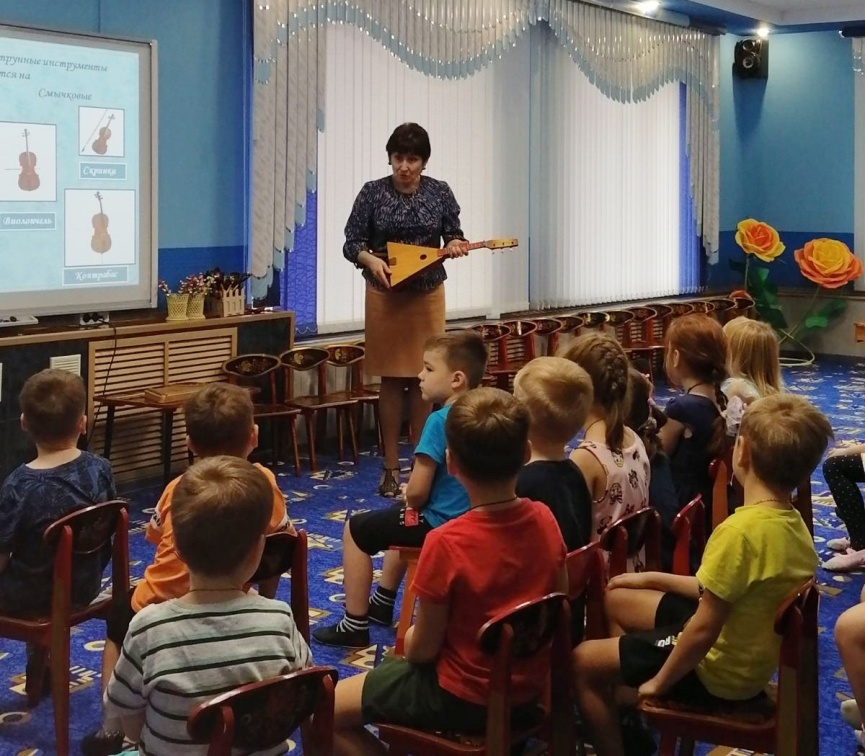 трунные инструменты
тся на
Смычковые
Скрипка
Виолончель
Контрабас